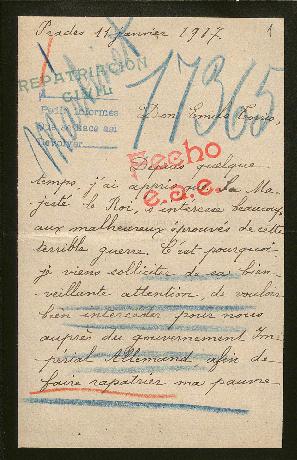 Prades 11 janvier 1917.
1
REPATRIACION
CIVIL
17365
Pedir informes
Don Emilio
Hecho
Depuis quelque
temps, j'ai appris que Sa Ma-
jesté le Roi, s'intéresse beaucoup
aux malheureux éprouvés de cette
terrible guerre. C'est pourquoi
je viens solliciter de sa bien-
veillante attention, de vouloir
bien intercéder pour nous
auprès du gouvernement Im-
périal Allemand, afin de
faire rapatrier ma pauvre